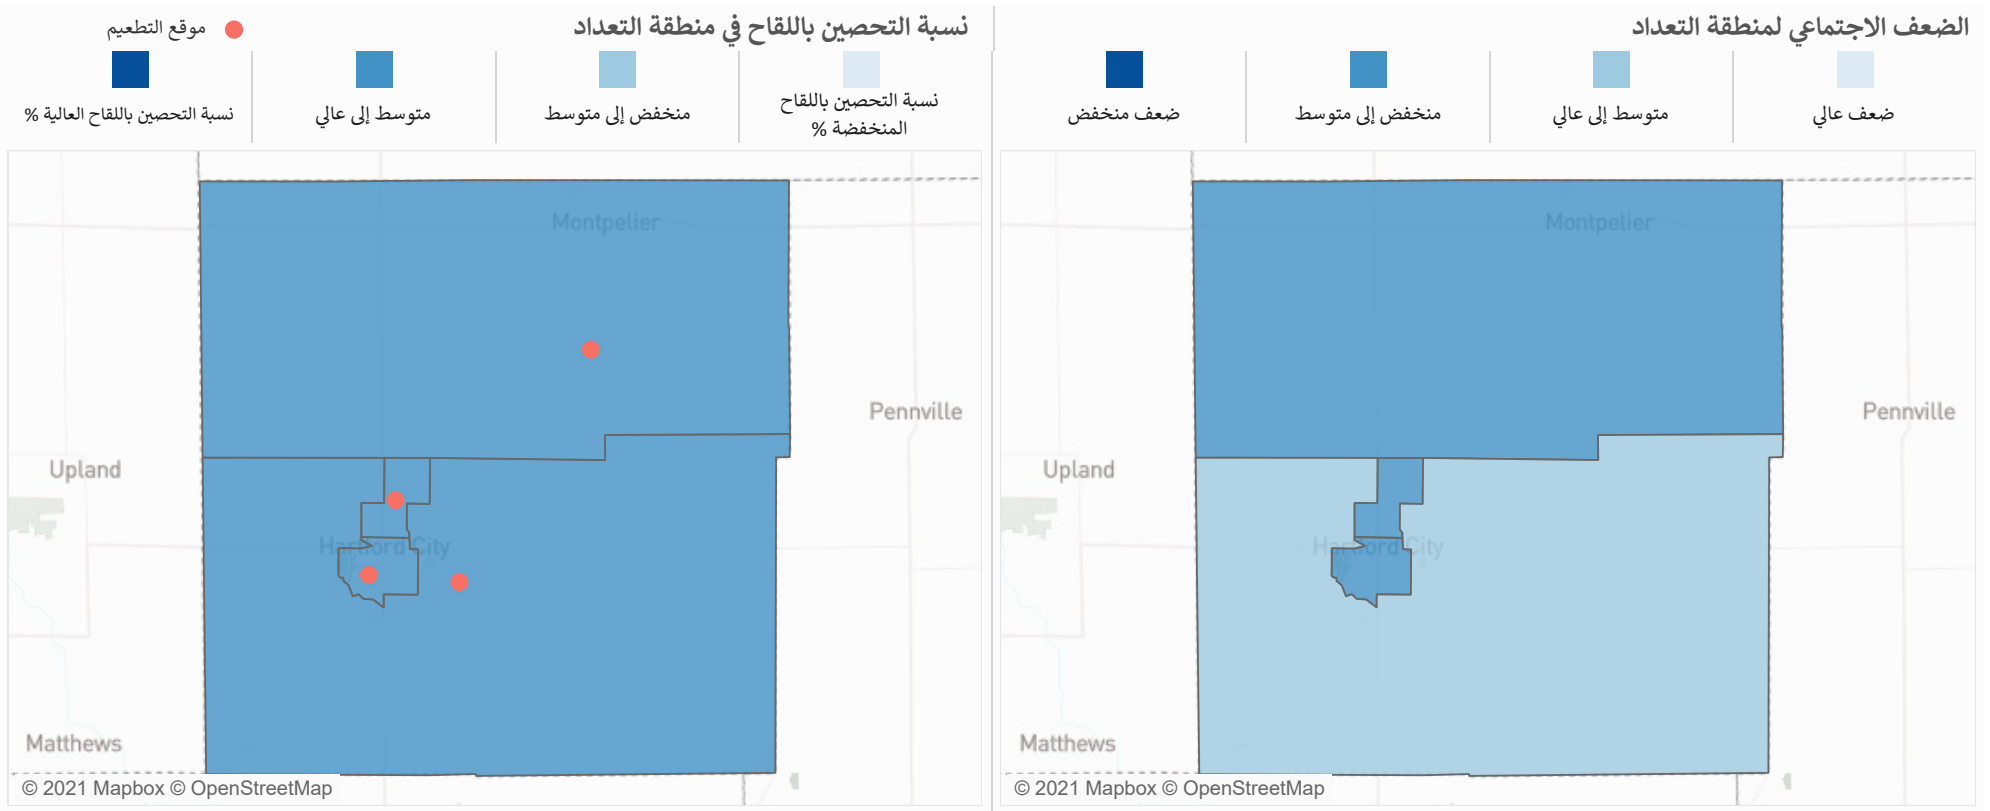 الضعف الاجتماعي لمنطقة التعداد
ضعف عالي
متوسط إلى عالي
منخفض إلى متوسط
ضعف منخفض
Montpelier
Pennville
Upland
Hartford City
Matthews
© 2021 Mapbox © OpenStreetMap
نسبة التحصين باللقاح في منطقة التعداد
موقع التطعيم
نسبة التحصين باللقاح
المنخفضة %
منخفض إلى متوسط
متوسط إلى عالي
نسبة التحصين باللقاح العالية %
Montpelier
Pennville
Upland
Hartford City
Matthews
© 2021 Mapbox © OpenStreetMap